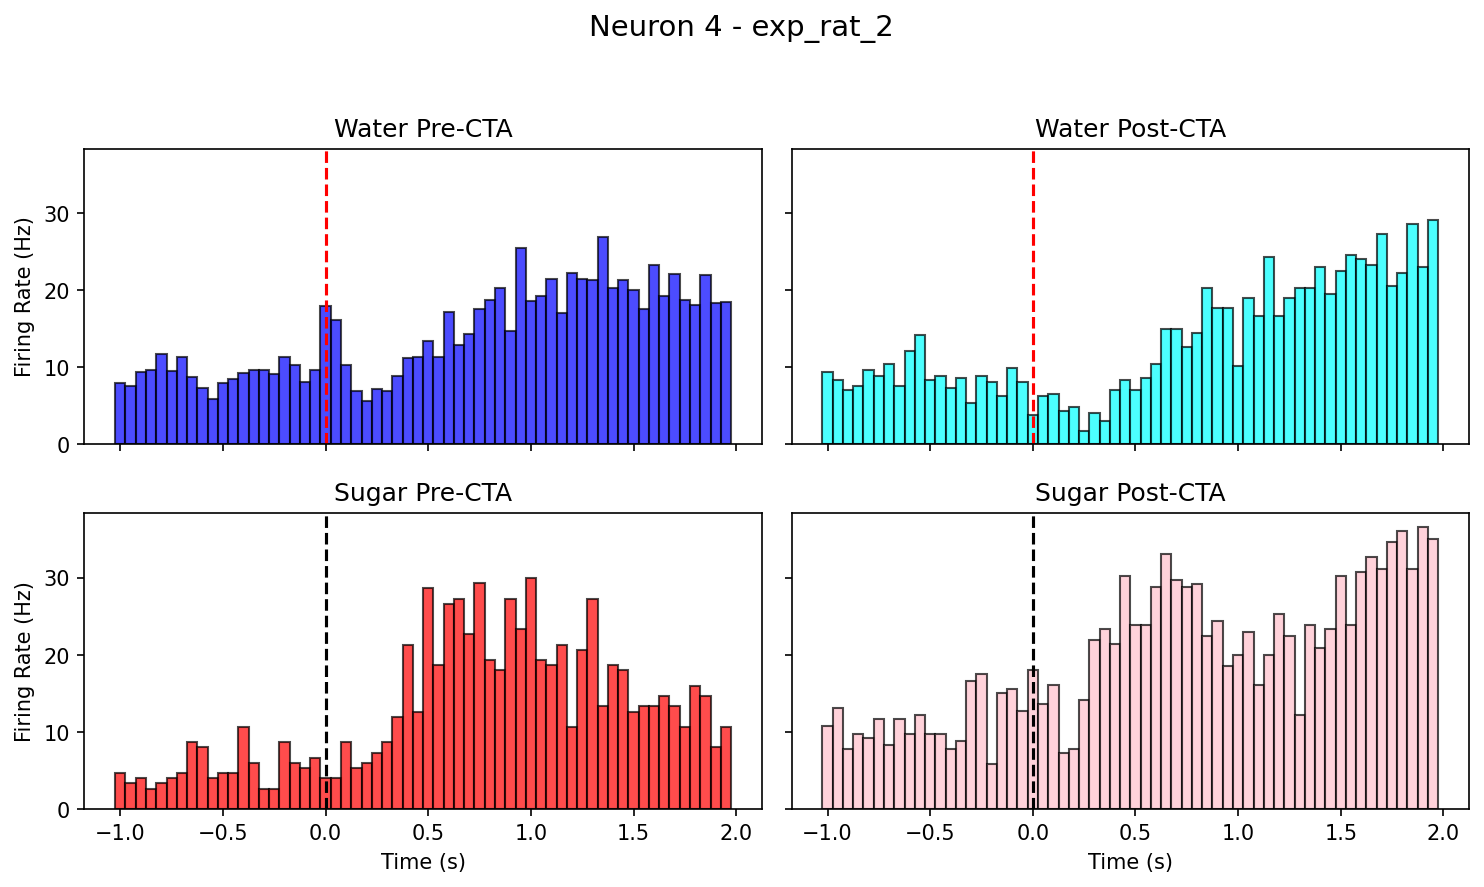 Neuron 4 - exp_rat_2
Water Pre-CTA
Water Post-CTA
Firing Rate (Hz)
30
20
10
0
Sugar Pre-CTA
Sugar Post-CTA
Firing Rate (Hz)
30
20
10
0
−1.0 −0.5 0.0 0.5 1.0 1.5 2.0
−1.0 −0.5 0.0 0.5 1.0 1.5 2.0
Time (s)
Time (s)